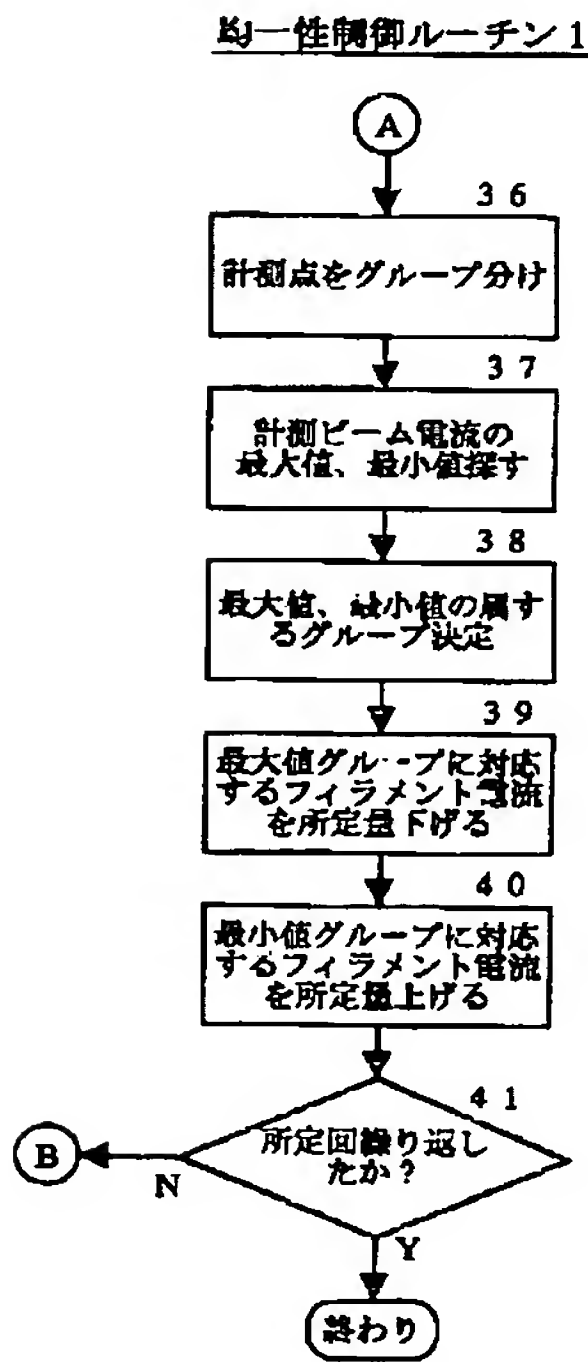 均一性制御ルーチン1
A
36
計測点をグループ分け
37
計測ビーム電流の
最大値、最小値探す
38
最大値、最小値の属す
るグループ決定
39
最大値グループに対応
するフィラメント電流
を所定量下げる
40
最小値グループに対応
するフィラメント電流
を所定量上げる
41
所定回繰り返し
たか?
B
N
Y
終わり